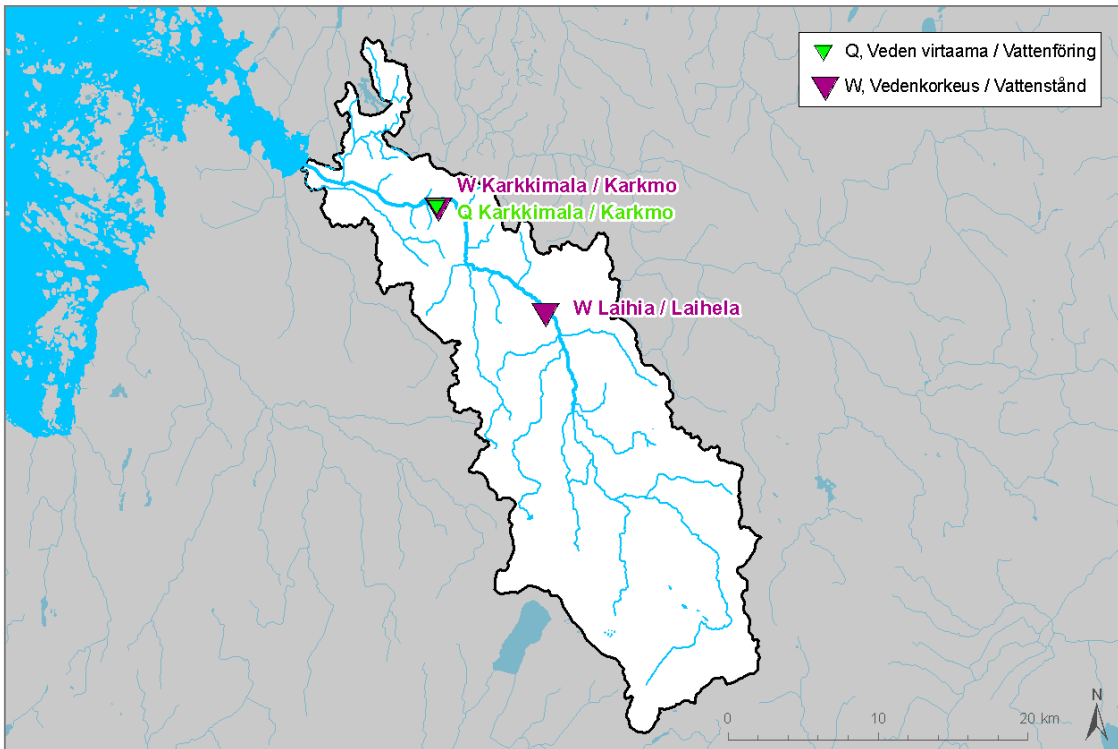 Q, Veden virtaama / Vattenföring
W, Vedenkorkeus / Vattenstånd
W Karkkimala / Karkmo
Q Karkkimala / Karkmo
W Laihia / Laihela
N
0 10 20 km